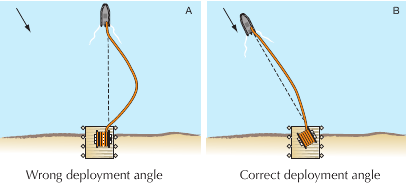 A
B
Wrong deployment angle
Correct deployment angle